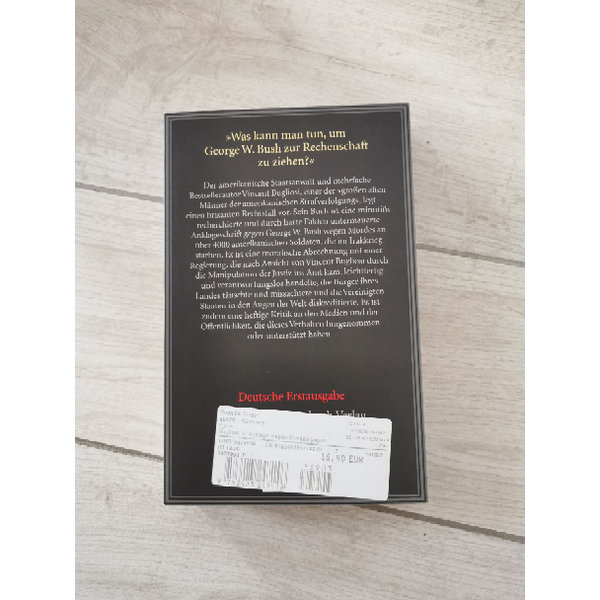 »Was kann man tun, um
George W. Bush zur Rechenschaft
zu ziehen?«
Der amerikanische Staatsanwalt und mehrfache
Bestsellerautor Vincent Bugliosi, einer der »großen alten
Männer der amerikanischen Strafverfolgung«, legt
einen brisanten Rechtsfall vor. Sein Buch ist eine minutiös
recherchierte und durch harte Fakten untermauerte
Anklageschrift gegen George W. Bush wegen Mordes an
über 4000 amerikanischen Soldaten, die im Irakkrieg
starben. Es ist eine moralische Abrechnung mit einer
Regierung, die nach Ansicht von Vincent Bugliosi durch
die Manipulation der Justiz ins Amt kam, leichtfertig
und verantwortungslos handelte, die Bürger ihres
Landes täuschte und missachtete und die Vereinigten
Staaten in den Augen der Welt diskreditierte. Es ist
zudem eine heftige Kritik an den Medien und der
Öffentlichkeit, die dieses Verhalten hingenommen
oder unterstützt haben.
Deutsche Erstausgabe
Verlag
wegen
16,90 EUR